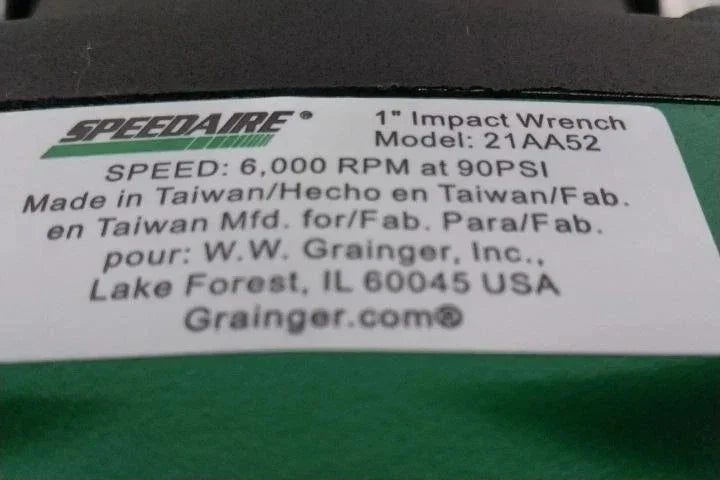 SPEEDAIRE®
1" Impact Wrench
Model: 21AA52
SPEED: 6,000 RPM at 90PSI
Made in Taiwan/Hecho en Taiwan/Fab.
en Taiwan Mfd. for/Fab. Para/Fab.
pour: W.W. Grainger, Inc.,
Lake Forest, IL 60045 USA
Grainger.com®